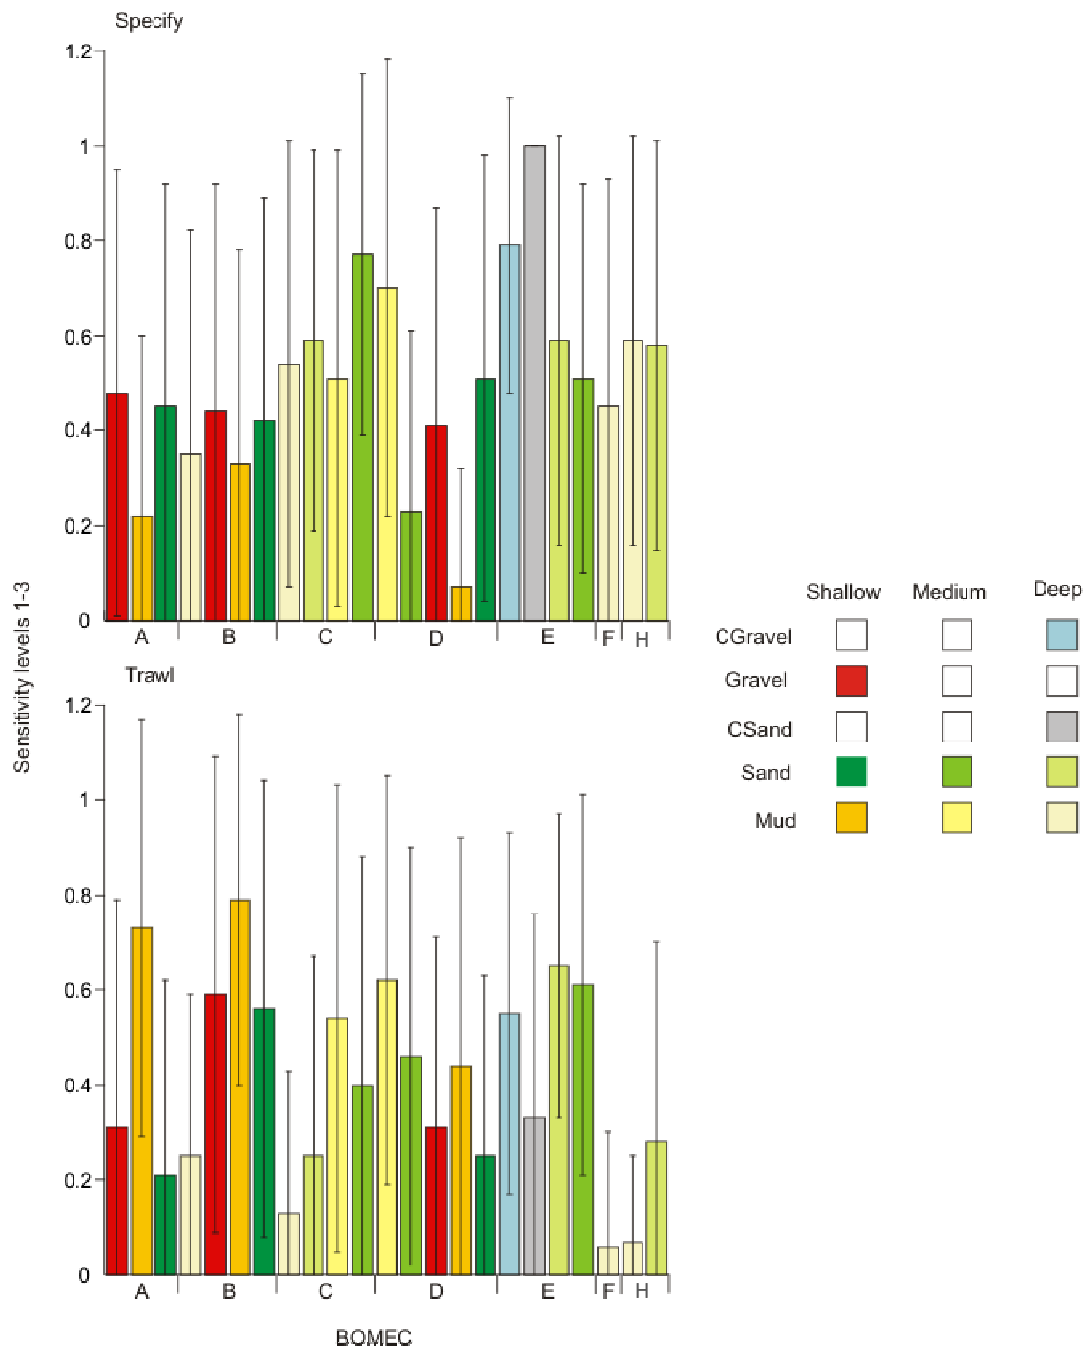 Specify
1.2
1
0.8
0.6
0.4
0.2
0
A B C D E F H
Trawl
1.2
1
0.8
0.6
0.4
0.2
0
A B C D E F H
BOMEC
Sensitivity levels 1-3
Shallow Medium Deep
CGravel
Gravel
CSand
Sand
Mud